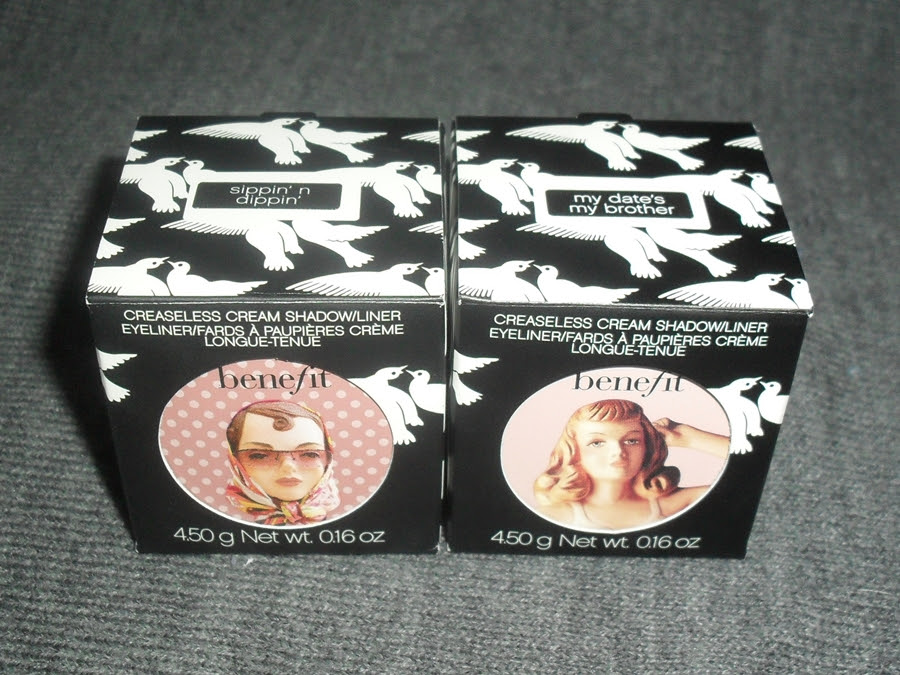 sippin' n
dippin'
CREASELESS CREAM SHADOW/LINER
EYELINER/FARDS À PAUPIÈRES CRÈME
LONGUE-TENUE
benefit
4.50 g Net wt. 0.16 oz
my date's
my brother
CREASELESS CREAM SHADOW/LINER
EYELINER/FARDS À PAUPIÈRES CRÈME
LONGUE-TENUE
benefit
4.50 g Net wt. 0.16 oz